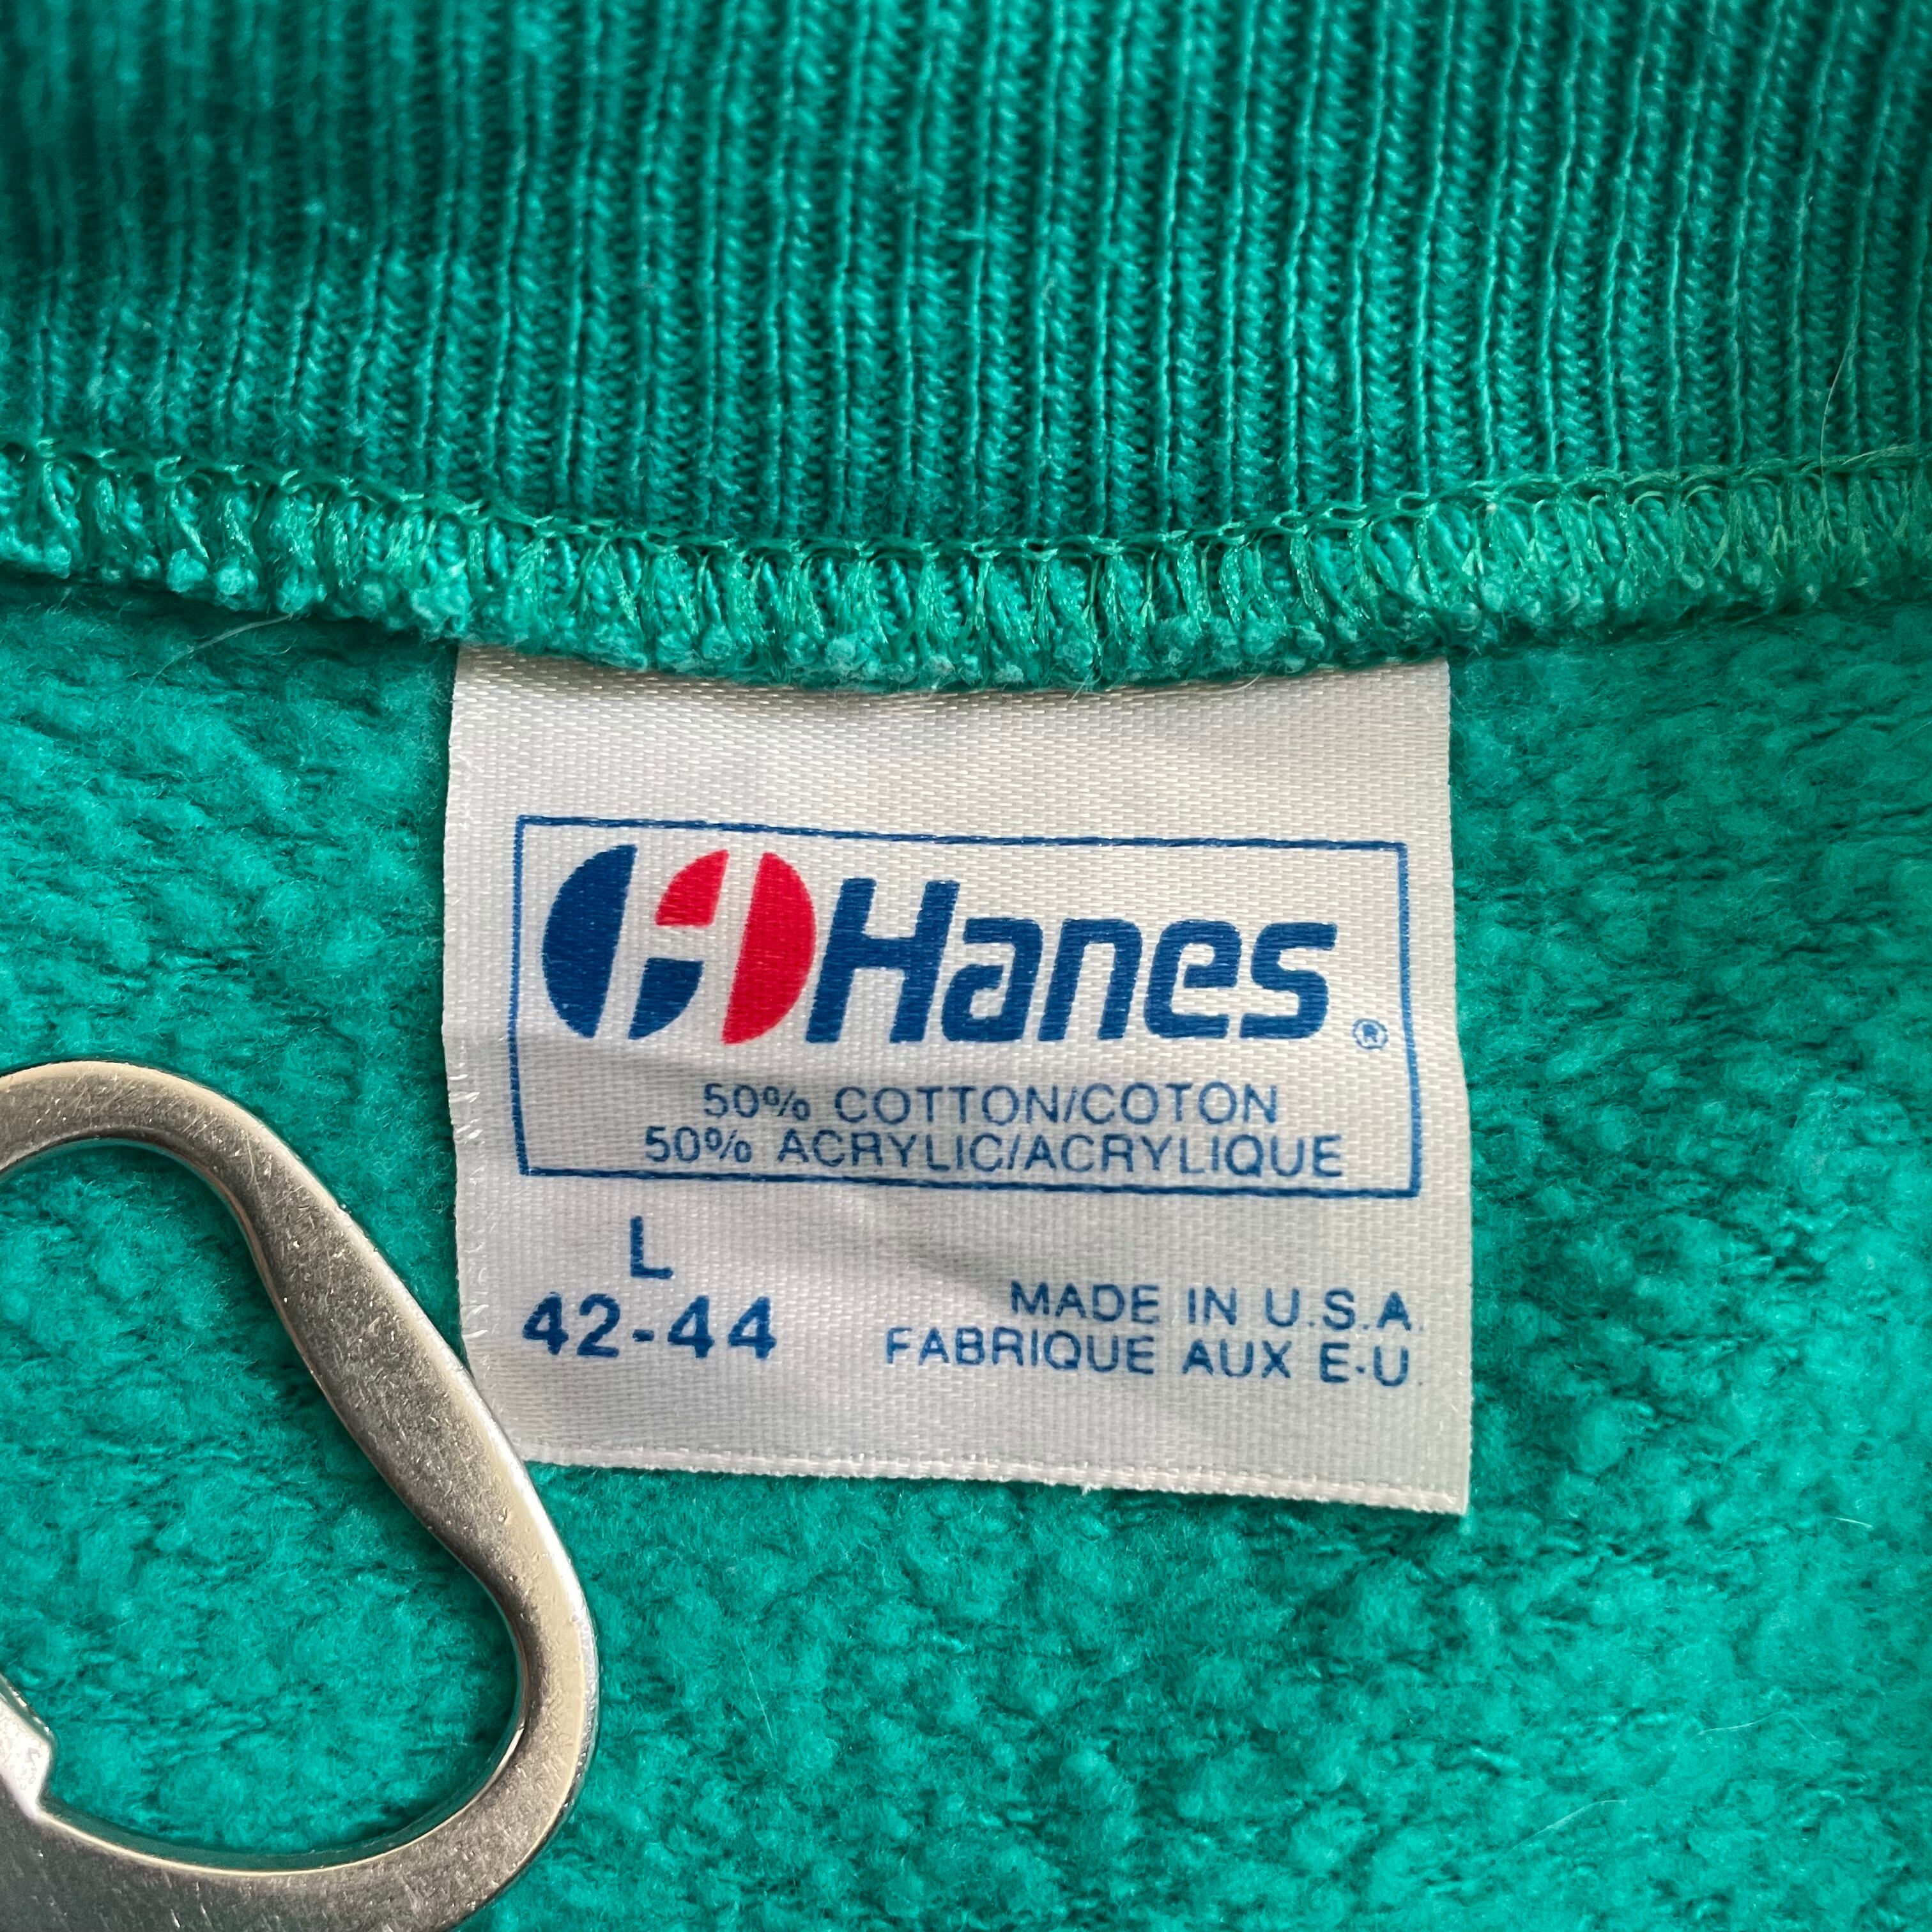 Hanes®
50% COTTON/COTON
50% ACRYLIC/ACRYLIQUE
L
42-44
MADE IN U.S.A.
FABRIQUE AUX E-U.